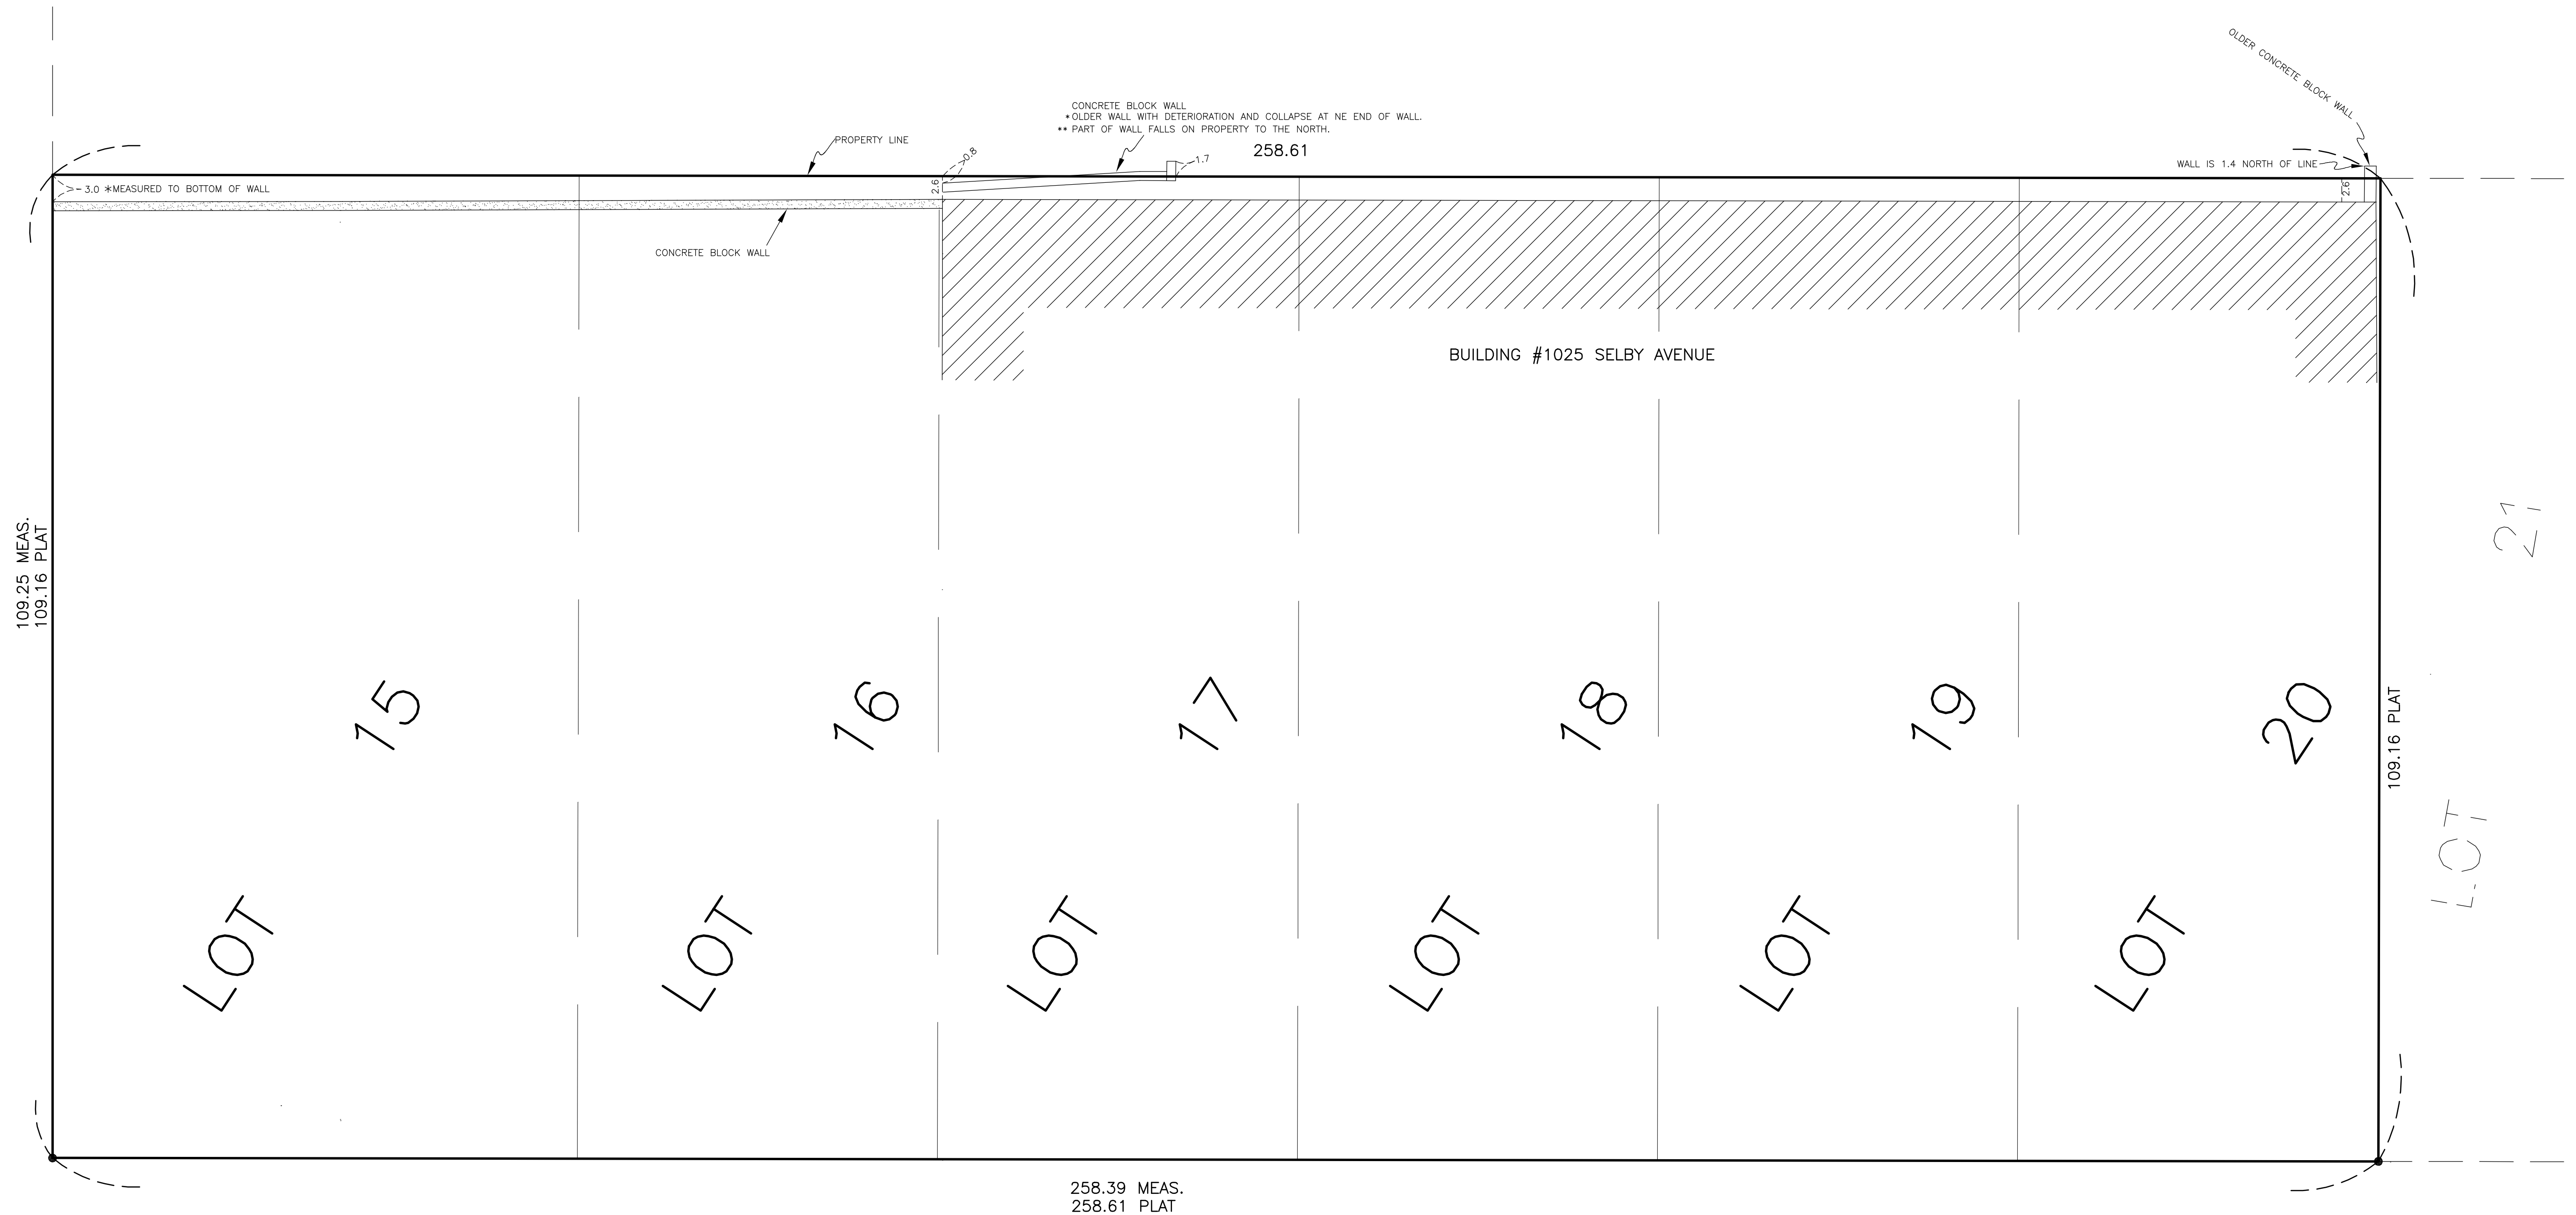 OLDER CONCRETE BLOCK WALL
CONCRETE BLOCK WALL
*OLDER WALL WITH DETERIORATION AND COLLAPSE AT NE END OF WALL.
** PART OF WALL FALLS ON PROPERTY TO THE NORTH.
PROPERTY LINE
258.61
0.8
1.7
WALL IS 1.4 NORTH OF LINE
3.0 *MEASURED TO BOTTOM OF WALL
2.6
2.6
CONCRETE BLOCK WALL
BUILDING #1025 SELBY AVENUE
109.25 MEAS.
109.16 PLAT
LOT 15
LOT 16
LOT 17
LOT 18
LOT 19
LOT 20
109.16 PLAT
LOT 21
258.39 MEAS.
258.61 PLAT